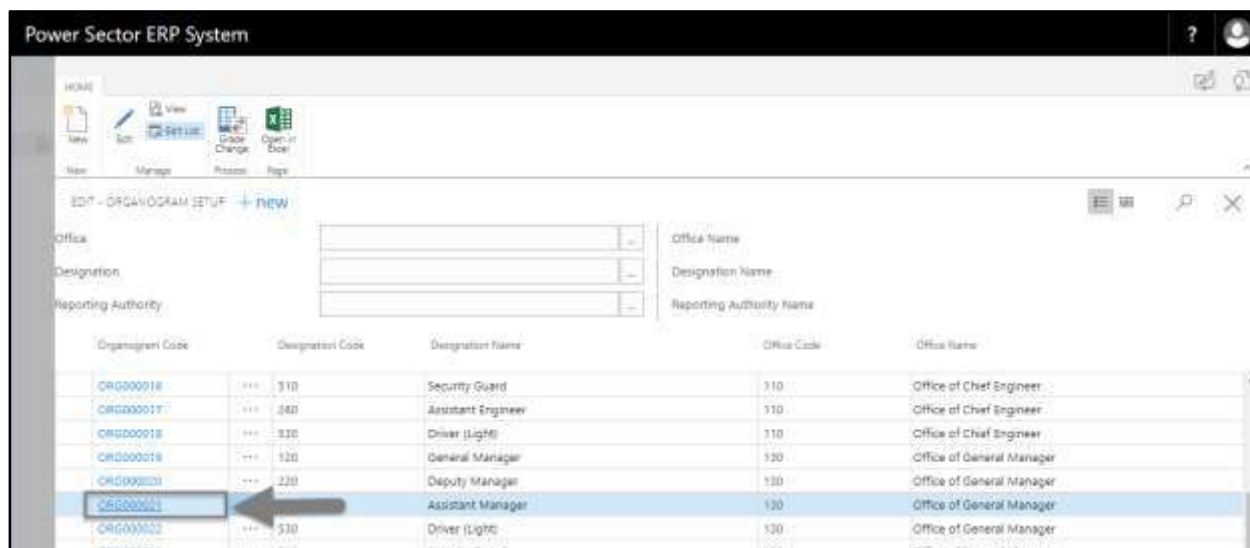 Power Sector ERP System ?
HOME
New
Edit
View
Edit List
Grade Change
Open in Excel
New Manage Process Page
EDIT - ORGANOGRAM SETUP + new
Office ... Office Name
Designation ... Designation Name
Reporting Authority ... Reporting Authority Name
Organogram Code Designation Code Designation Name Office Code Office Name
ORG000016 ... 510 Security Guard 110 Office of Chief Engineer
ORG000017 ... Assistant Engineer 110 Office of Chief Engineer
ORG000018 ... 530 Driver (Light) 110 Office of Chief Engineer
ORG000019 ... 120 General Manager 130 Office of General Manager
ORG000020 ... 220 Deputy Manager 130 Office of General Manager
ORG000021 Assistant Manager 130 Office of General Manager
ORG000022 ... 530 Driver (Light) 130 Office of General Manager